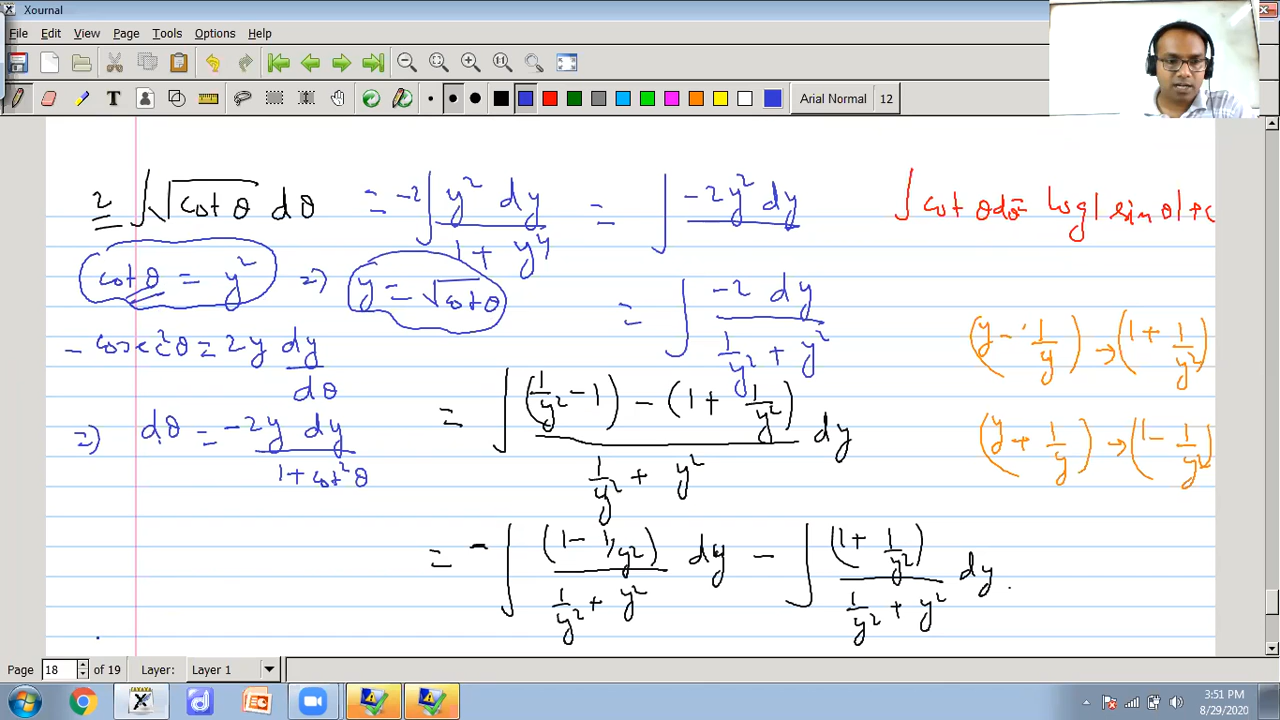 Xournal
File Edit View Page Tools Options Help
Arial Normal 12
2 ∫ √cot θ dθ = -2 ∫ y² dy / (1 + y⁴) = ∫ -2y² dy
∫ cot θ dθ = log | sin θ | + c
cot θ = y² ⇒ y = √cot θ
= ∫ -2 dy / (1/y² + y²)
- cosec² θ = 2y dy/dθ
(y - 1/y) → (1 + 1/y²)
= ∫ ((1/y² - 1) - (1 + 1/y²)) / (1/y² + y²) dy
⇒ dθ = -2y dy / (1 + cot² θ)
(y + 1/y) → (1 - 1/y²)
= - ∫ (1 - 1/y²) / (1/y² + y²) dy - ∫ (1 + 1/y²) / (1/y² + y²) dy
Page 18 of 19 Layer: Layer 1
3:51 PM
8/29/2020